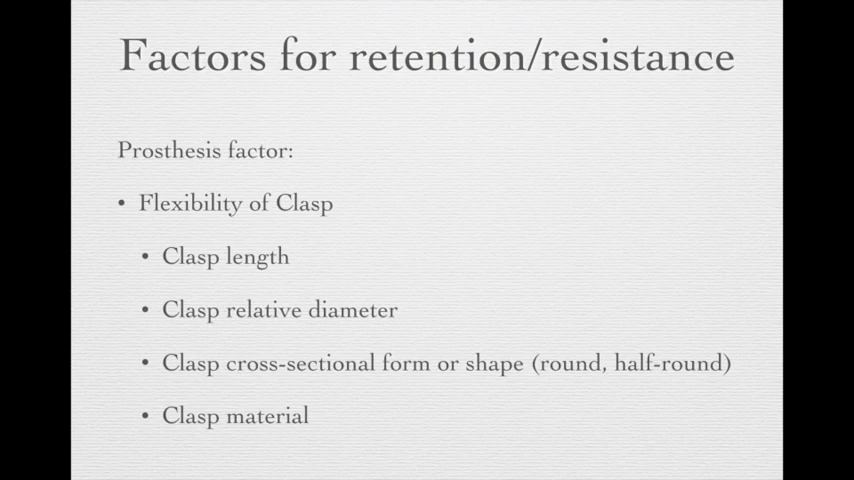 Factors for retention/resistance
Prosthesis factor:
• Flexibility of Clasp
• Clasp length
• Clasp relative diameter
• Clasp cross-sectional form or shape (round, half-round)
• Clasp material